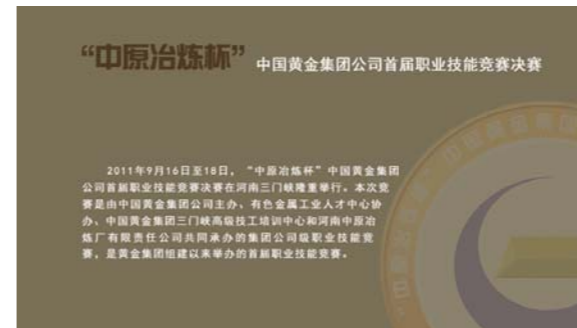 “中原冶炼杯” 中国黄金集团公司首届职业技能竞赛决赛
2011年9月16日至18日，“中原冶炼杯”中国黄金集团
公司首届职业技能竞赛决赛在河南三门峡隆重举行。本次竞
赛是由中国黄金集团公司主办、有色金属工业人才中心协
办、中国黄金集团三门峡高级技工培训中心和河南中原冶
炼厂有限责任公司共同承办的集团公司级职业技能竞
赛，是黄金集团组建以来举办的首届职业技能竞赛。